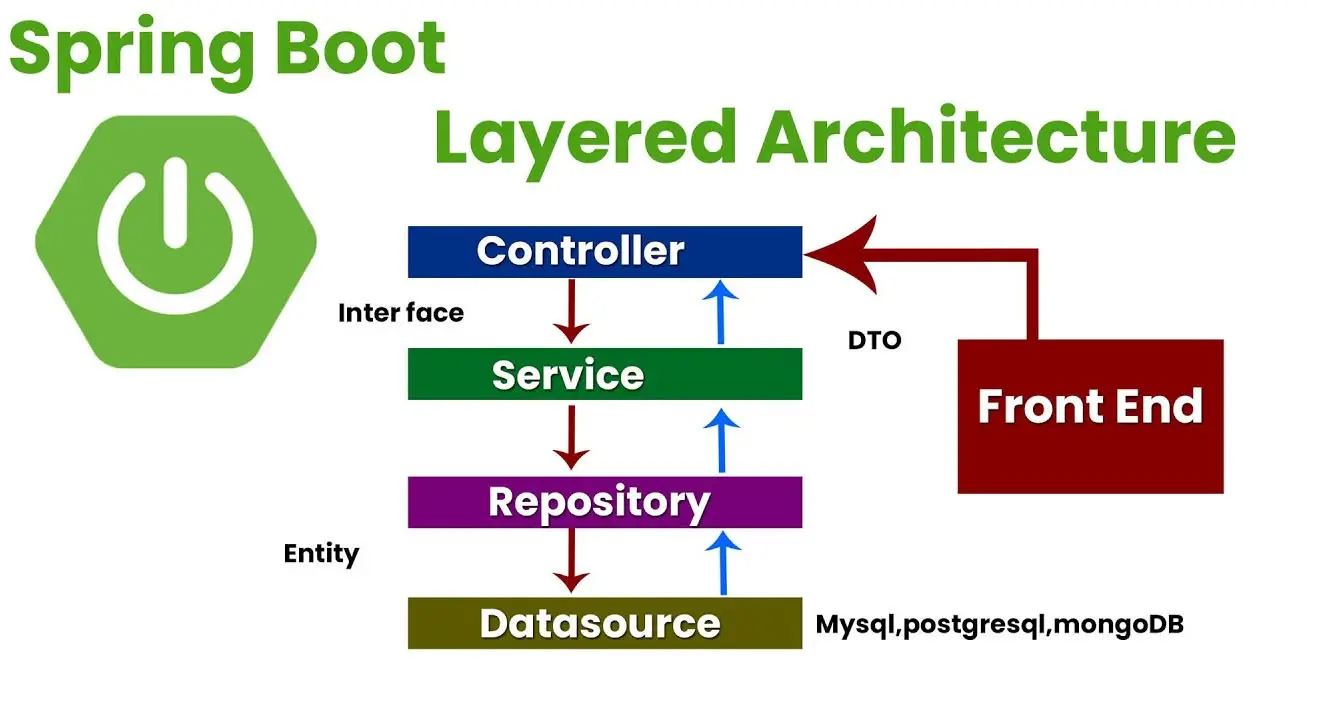 Spring Boot
Layered Architecture
Controller
Inter face
DTO
Service
Front End
Repository
Entity
Datasource
Mysql,postgresql,mongoDB